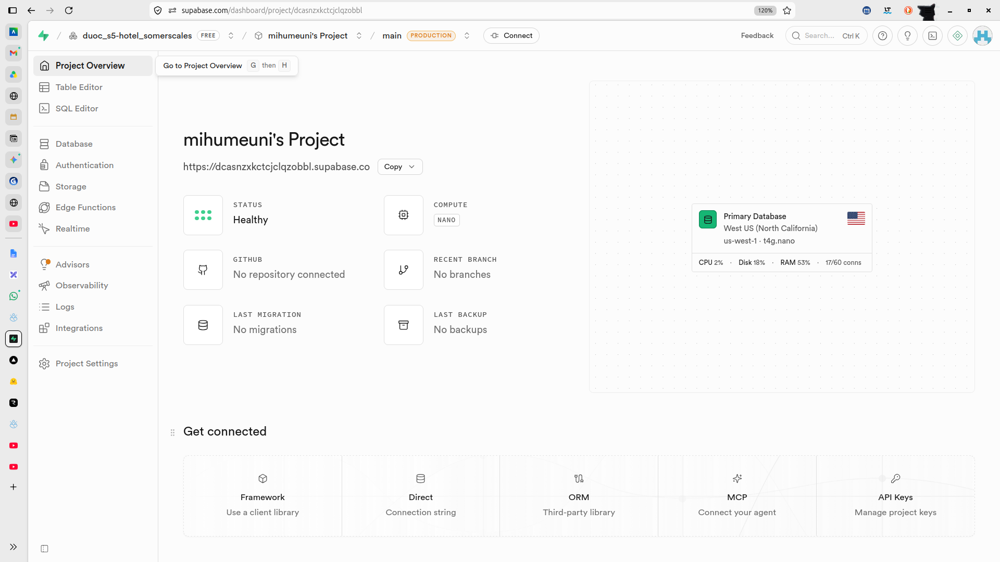 supabase.com/dashboard/project/dcasnzxkctcjclqzobbl
120%
duoc_s5-hotel_somerscales FREE mihumeuni's Project main PRODUCTION Connect
Feedback Search... Ctrl K
Project Overview
Go to Project Overview G then H
Table Editor
SQL Editor
Database
Authentication
Storage
Edge Functions
Realtime
Advisors
Observability
Logs
Integrations
Project Settings
mihumeuni's Project
https://dcasnzxkctcjclqzobbl.supabase.co Copy
STATUS
Healthy
COMPUTE
NANO
GITHUB
No repository connected
RECENT BRANCH
No branches
LAST MIGRATION
No migrations
LAST BACKUP
No backups
Primary Database
West US (North California)
us-west-1 · t4g.nano
CPU 2% · Disk 18% · RAM 53% · 17/60 conns
Get connected
Framework
Use a client library
Direct
Connection string
ORM
Third-party library
MCP
Connect your agent
API Keys
Manage project keys
18
LT